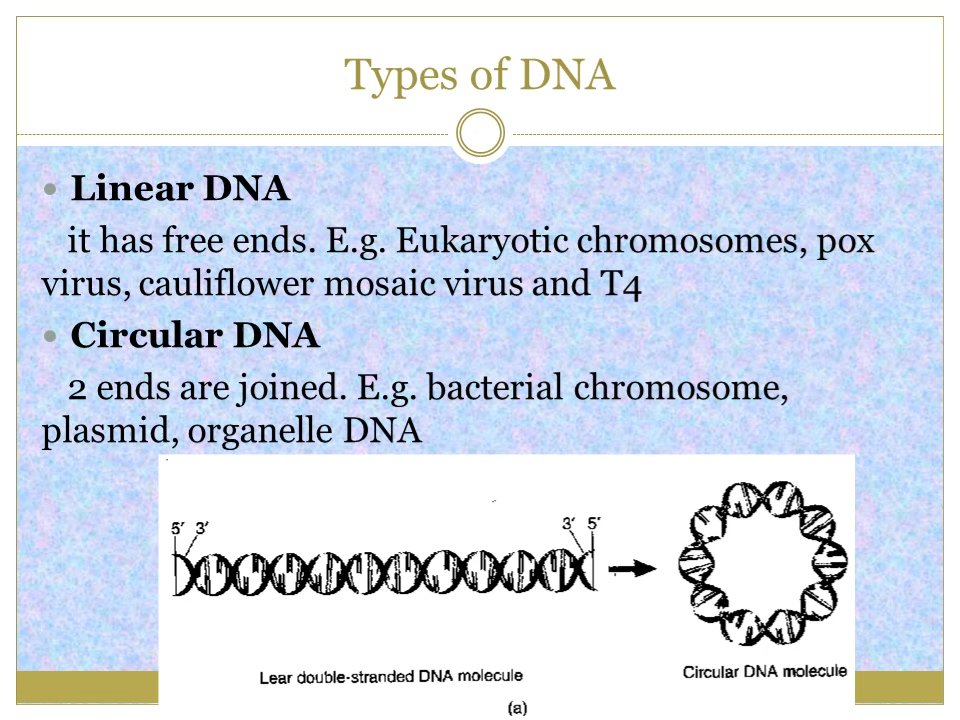 Types of DNA
• Linear DNA
it has free ends. E.g. Eukaryotic chromosomes, pox
virus, cauliflower mosaic virus and T4
• Circular DNA
2 ends are joined. E.g. bacterial chromosome,
plasmid, organelle DNA
5′ 3′ 3′ 5′
Lear double-stranded DNA molecule
Circular DNA molecule
(a)